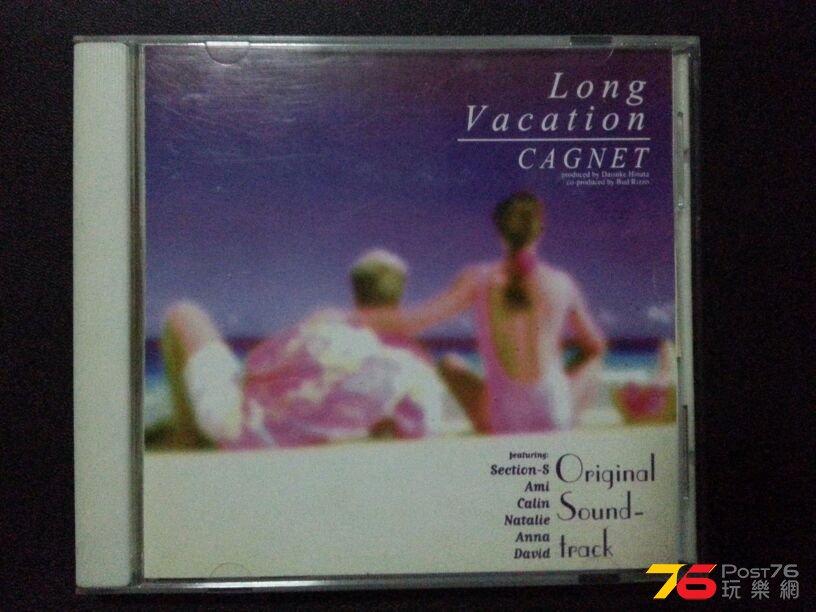 Long
Vacation
CAGNET
produced by Daisuke Hinata
co-produced by Bud Rizzo
featuring:
Section-S
Ami
Calin
Natalie
Anna
David
Original
Sound-
track
76 Post76
玩樂網